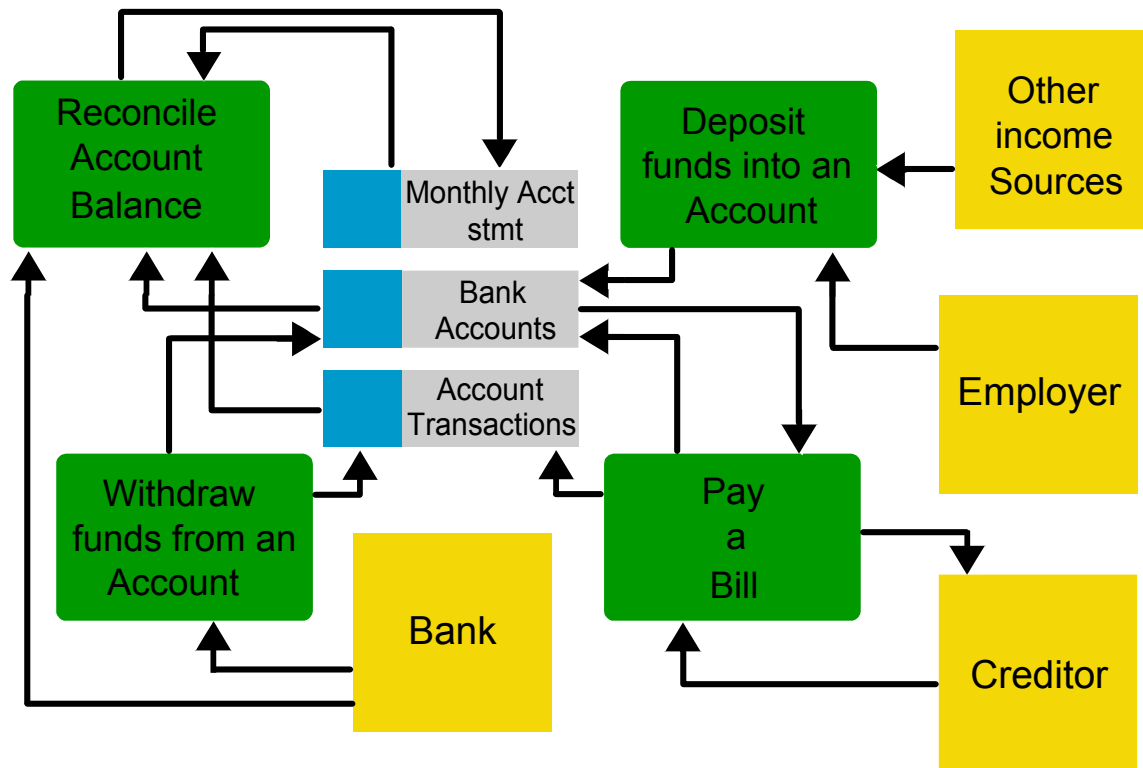 Reconcile
Account
Balance
Monthly Acct
stmt
Deposit
funds into an
Account
Other
income
Sources
Bank
Accounts
Account
Transactions
Employer
Withdraw
funds from an
Account
Bank
Pay
a
Bill
Creditor